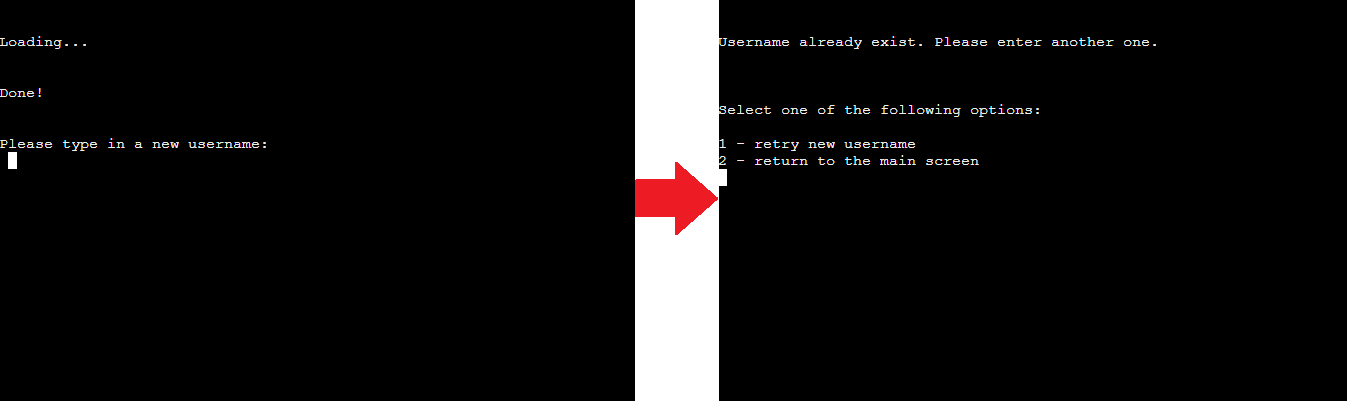 Loading...
Done!
Please type in a new username:
Username already exist. Please enter another one.
Select one of the following options:
1 - retry new username
2 - return to the main screen